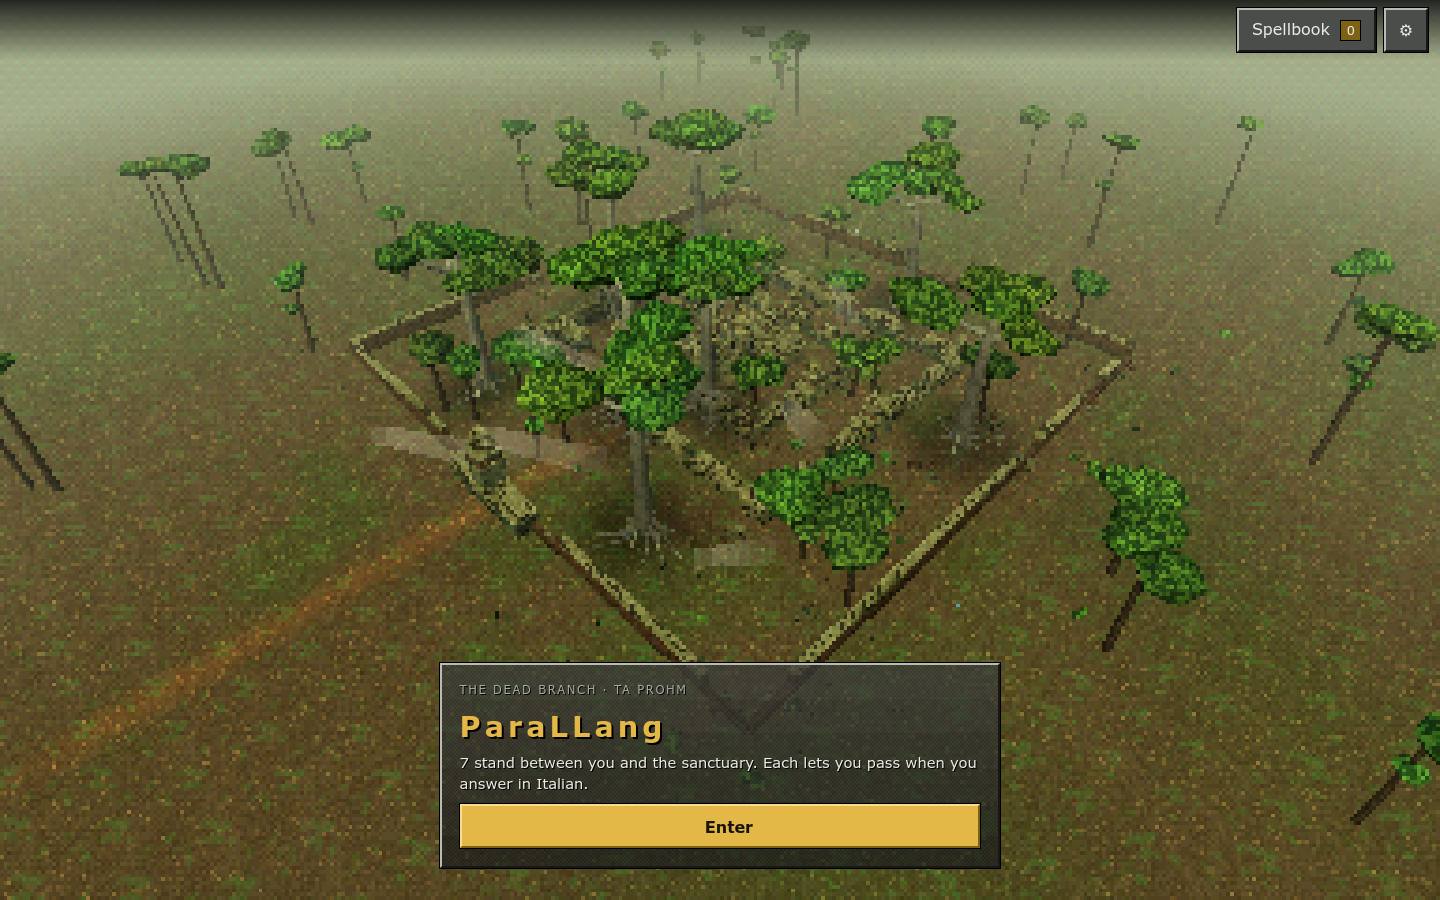 Spellbook 0 ⚙
THE DEAD BRANCH · TA PROHM
ParaLLang
7 stand between you and the sanctuary. Each lets you pass when you
answer in Italian.
Enter